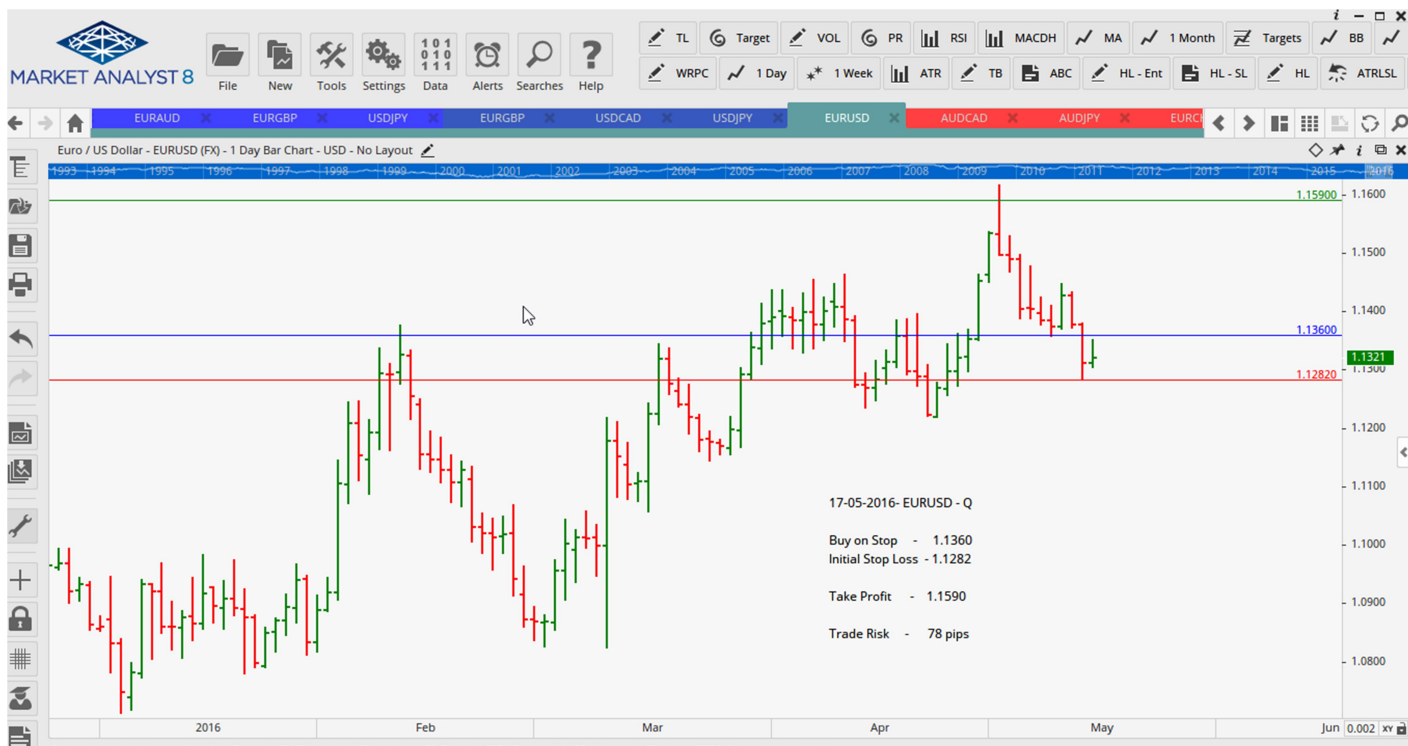 i
MARKET ANALYST 8
File New Tools Settings Data Alerts Searches Help
101
010
111
TL Target VOL PR RSI MACDH MA 1 Month Targets BB
WRPC 1 Day 1 Week ATR TB ABC HL - Ent HL - SL HL ATRLSL
EURAUD EURGBP USDJPY EURGBP USDCAD USDJPY EURUSD AUDCAD AUDJPY
Euro / US Dollar - EURUSD (FX) - 1 Day Bar Chart - USD - No Layout
i
1993 1994 1995 1996 1997 1998 1999 2000 2001 2002 2003 2004 2005 2006 2007 2008 2009 2010 2011 2012 2013 2014 2015 2016
1.15900
1.1600
1.1500
1.1400
1.13600
1.1321
1.1300
1.12820
1.1200
1.1100
1.1000
1.0900
1.0800
17-05-2016- EURUSD - Q
Buy on Stop - 1.1360
Initial Stop Loss - 1.1282
Take Profit - 1.1590
Trade Risk - 78 pips
2016 Feb Mar Apr May Jun 0.002 XY